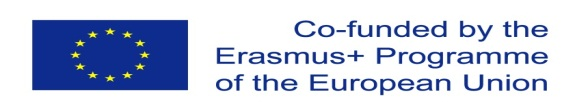 Co-funded by the
Erasmus+ Programme
of the European Union